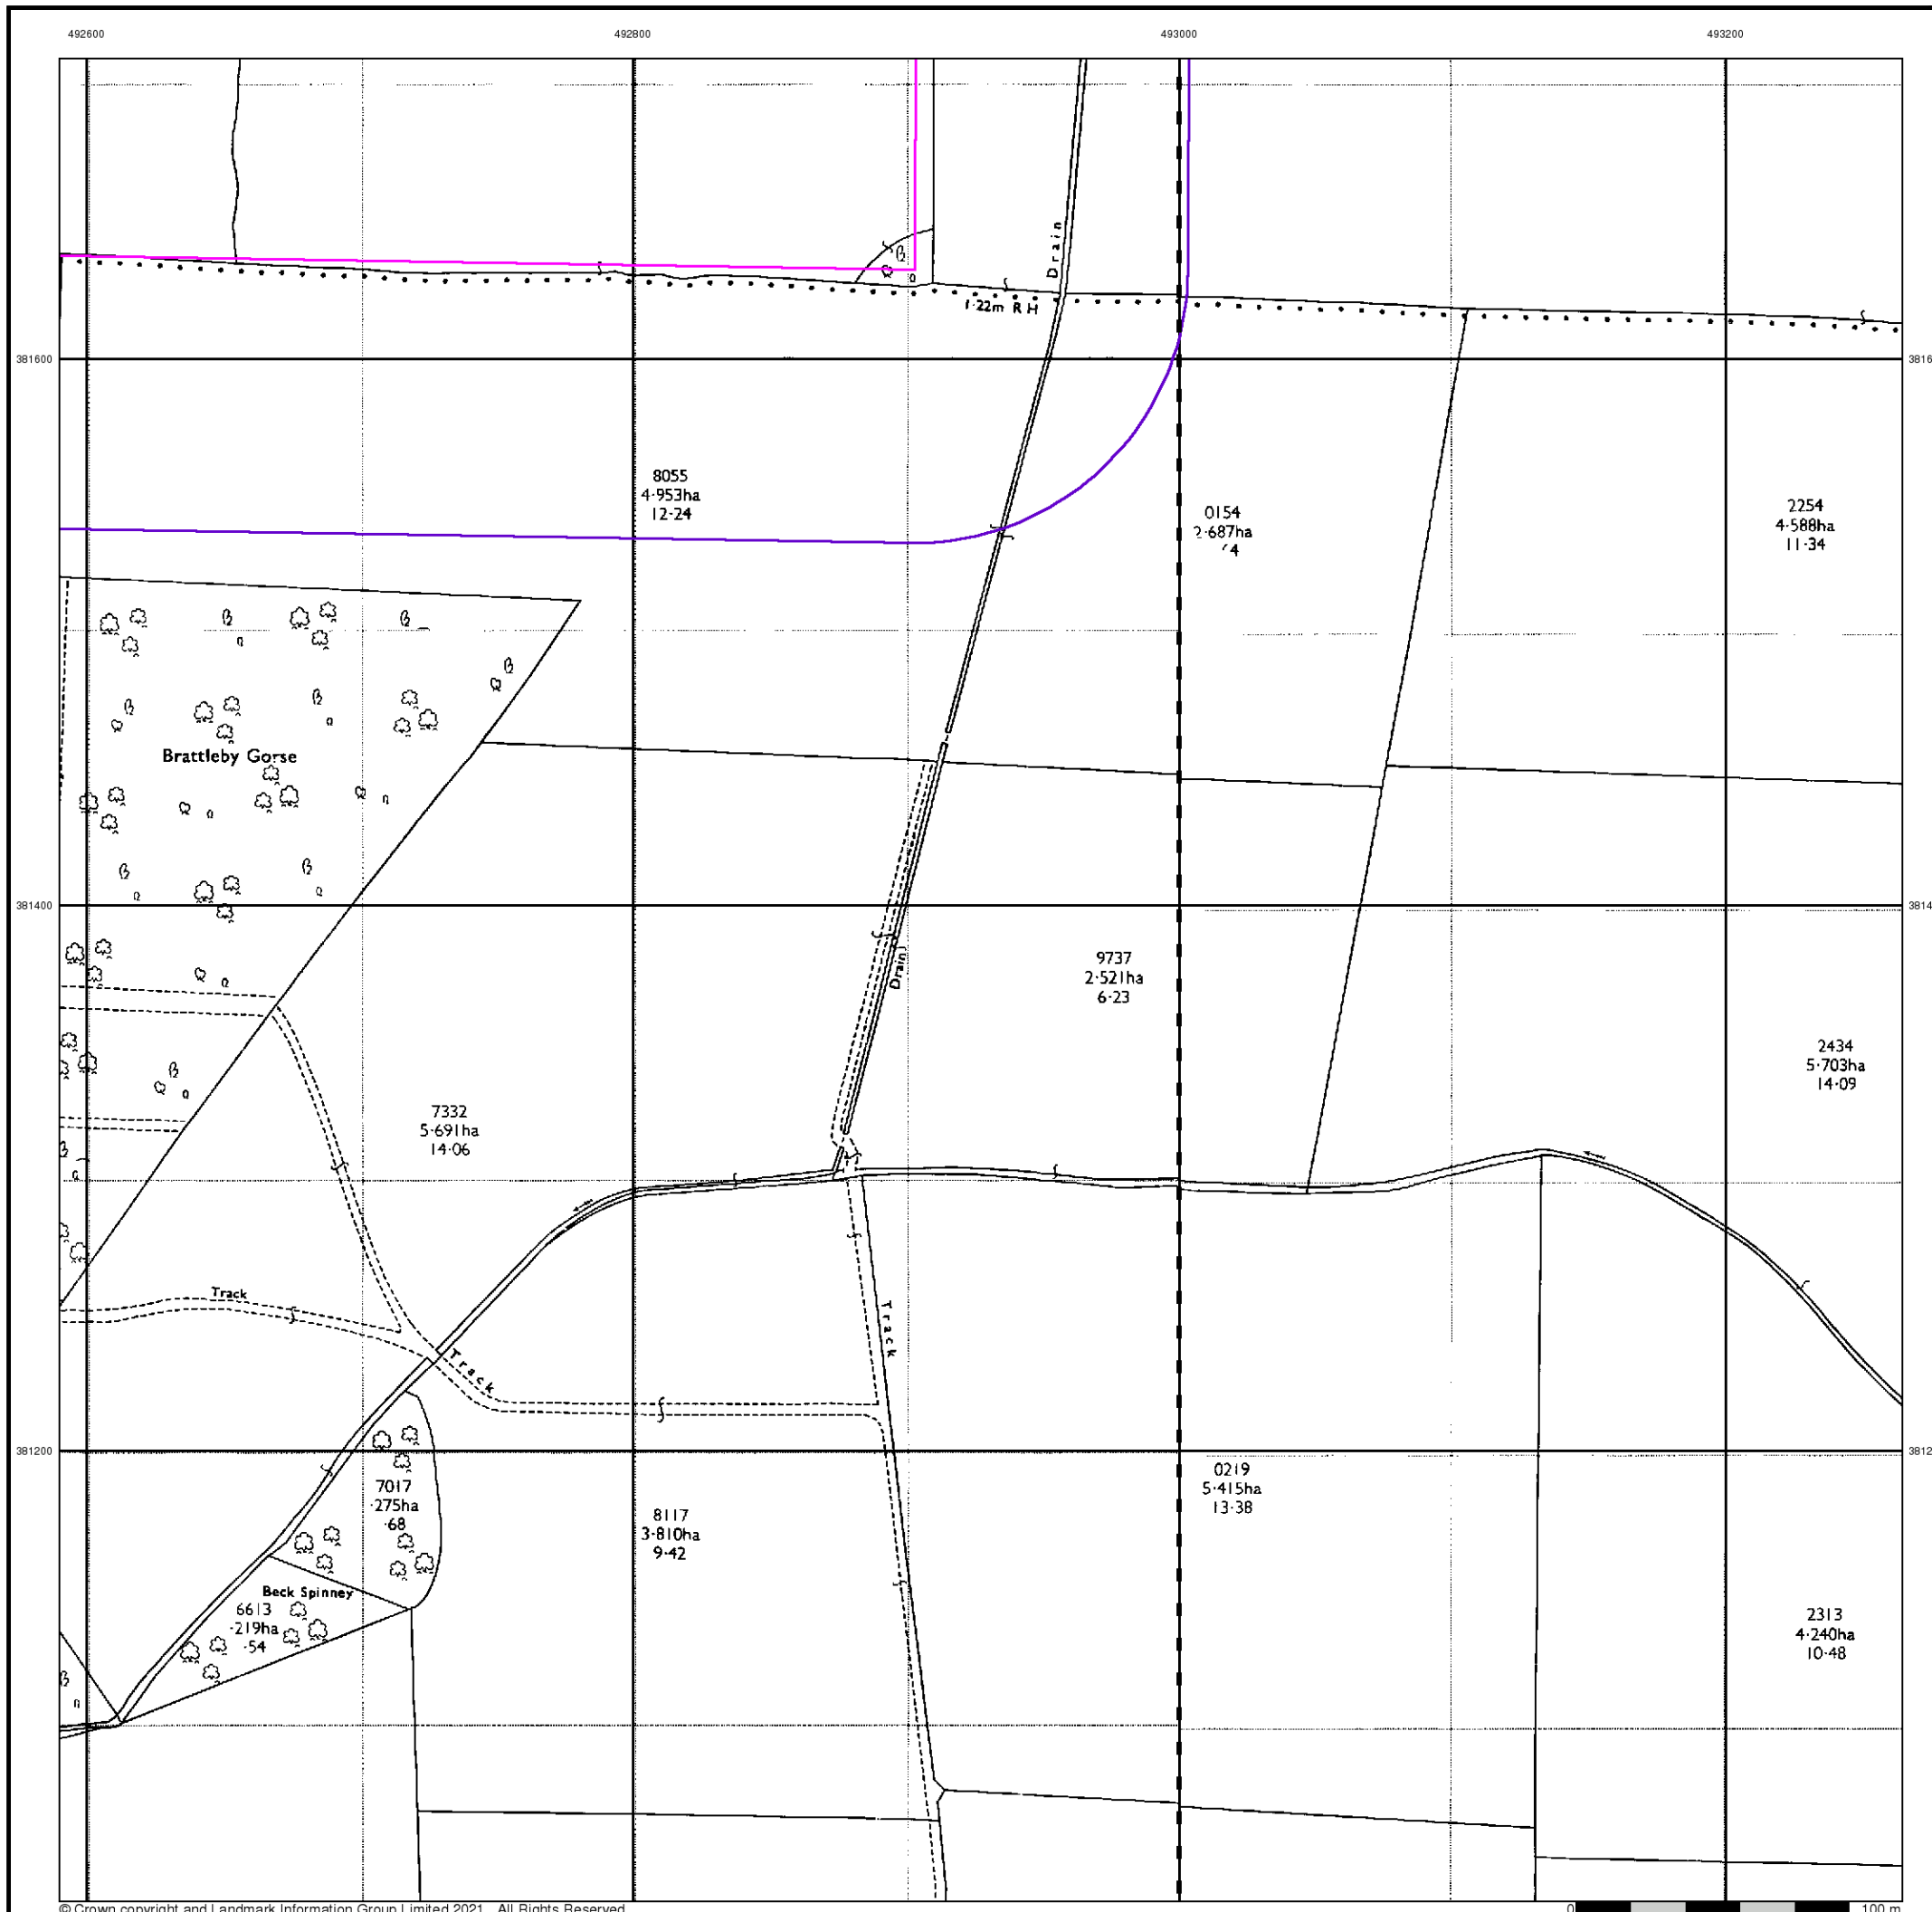 492600
492800
493000
493200
Drain
1·22m R H
381600
3816
8055
4·953ha
12·24
0154
2·687ha
2254
4·588ha
11·34
Brattleby Gorse
381400
3814
Drain
9737
2·521ha
6·23
2434
5·703ha
14·09
7332
5·691ha
14·06
Track
Track
Track
381200
3812
7017
·275ha
·68
8117
3·810ha
9·42
0219
5·415ha
13·38
Beck Spinney
6613
·219ha
·54
2313
4·240ha
10·48
© Crown copyright and Landmark Information Group Limited 2021. All Rights Reserved.
0
100 m